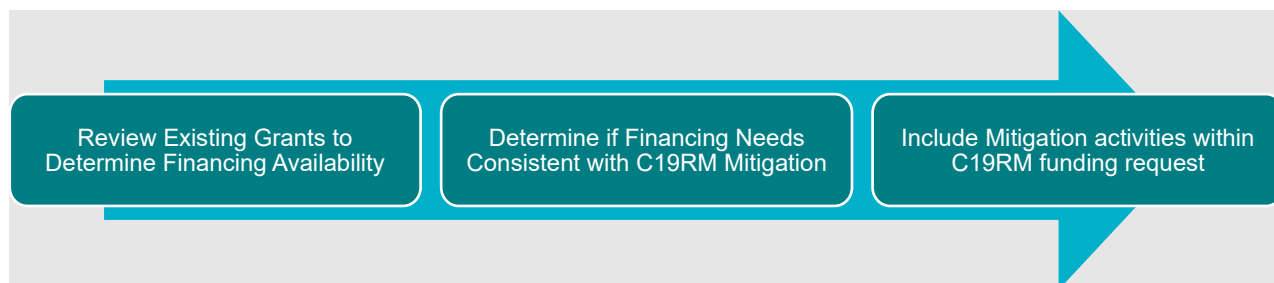 Review Existing Grants to
Determine Financing Availability
Determine if Financing Needs
Consistent with C19RM Mitigation
Include Mitigation activities within
C19RM funding request